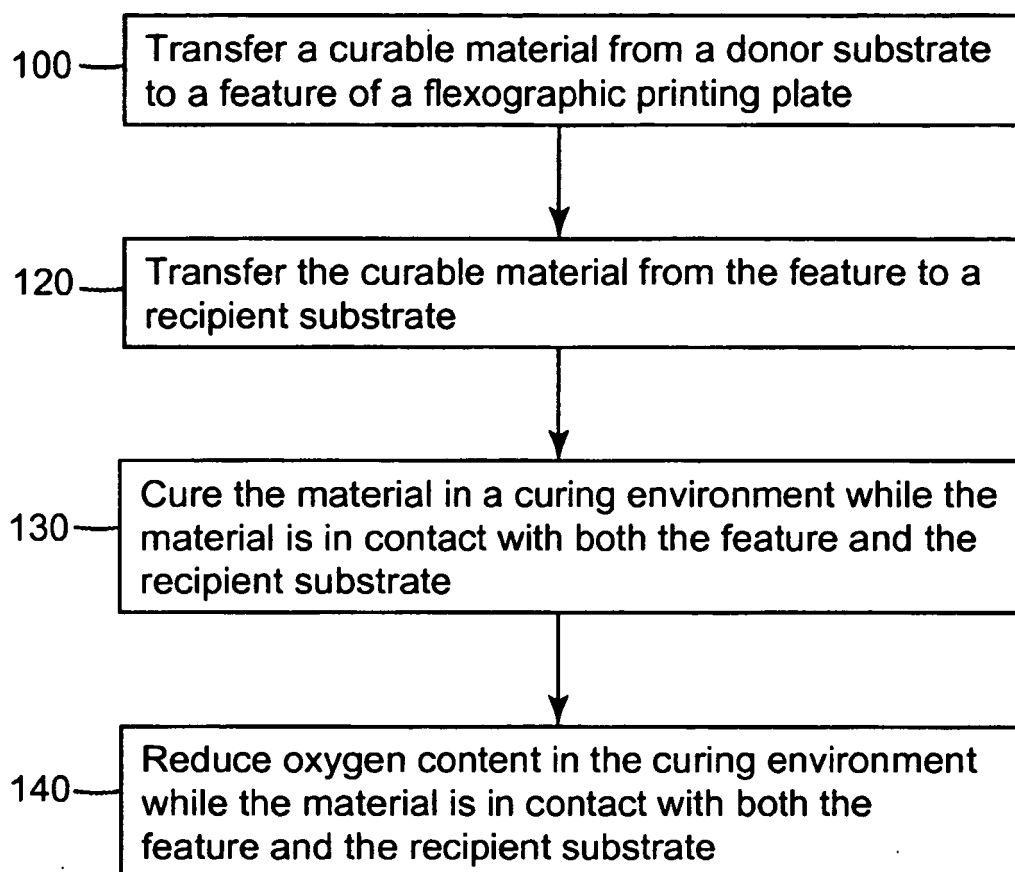 100
Transfer a curable material from a donor substrate
to a feature of a flexographic printing plate
120
Transfer the curable material from the feature to a
recipient substrate
130
Cure the material in a curing environment while the
material is in contact with both the feature and the
recipient substrate
140
Reduce oxygen content in the curing environment
while the material is in contact with both the
feature and the recipient substrate